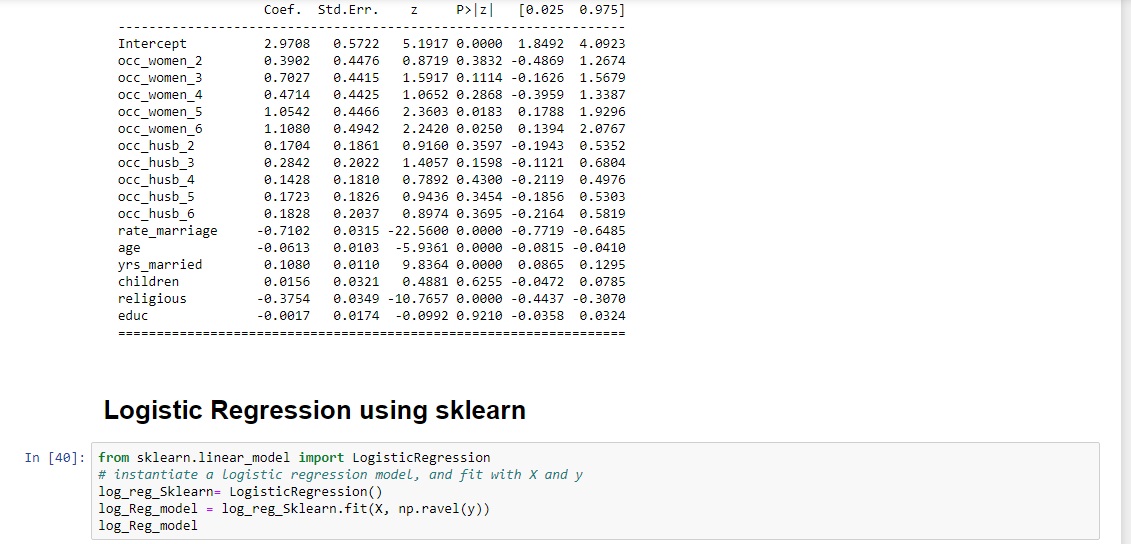 Coef. Std.Err. z P>|z| [0.025 0.975]
-----------------------------------------------------------------
Intercept 2.9708 0.5722 5.1917 0.0000 1.8492 4.0923
occ_women_2 0.3902 0.4476 0.8719 0.3832 -0.4869 1.2674
occ_women_3 0.7027 0.4415 1.5917 0.1114 -0.1626 1.5679
occ_women_4 0.4714 0.4425 1.0652 0.2868 -0.3959 1.3387
occ_women_5 1.0542 0.4466 2.3603 0.0183 0.1788 1.9296
occ_women_6 1.1080 0.4942 2.2420 0.0250 0.1394 2.0767
occ_husb_2 0.1704 0.1861 0.9160 0.3597 -0.1943 0.5352
occ_husb_3 0.2842 0.2022 1.4057 0.1598 -0.1121 0.6804
occ_husb_4 0.1428 0.1810 0.7892 0.4300 -0.2119 0.4976
occ_husb_5 0.1723 0.1826 0.9436 0.3454 -0.1856 0.5303
occ_husb_6 0.1828 0.2037 0.8974 0.3695 -0.2164 0.5819
rate_marriage -0.7102 0.0315 -22.5600 0.0000 -0.7719 -0.6485
age -0.0613 0.0103 -5.9361 0.0000 -0.0815 -0.0410
yrs_married 0.1080 0.0110 9.8364 0.0000 0.0865 0.1295
children 0.0156 0.0321 0.4881 0.6255 -0.0472 0.0785
religious -0.3754 0.0349 -10.7657 0.0000 -0.4437 -0.3070
educ -0.0017 0.0174 -0.0992 0.9210 -0.0358 0.0324
=================================================================
Logistic Regression using sklearn
In [40]: from sklearn.linear_model import LogisticRegression
# instantiate a logistic regression model, and fit with X and y
log_reg_Sklearn= LogisticRegression()
log_Reg_model = log_reg_Sklearn.fit(X, np.ravel(y))
log_Reg_model